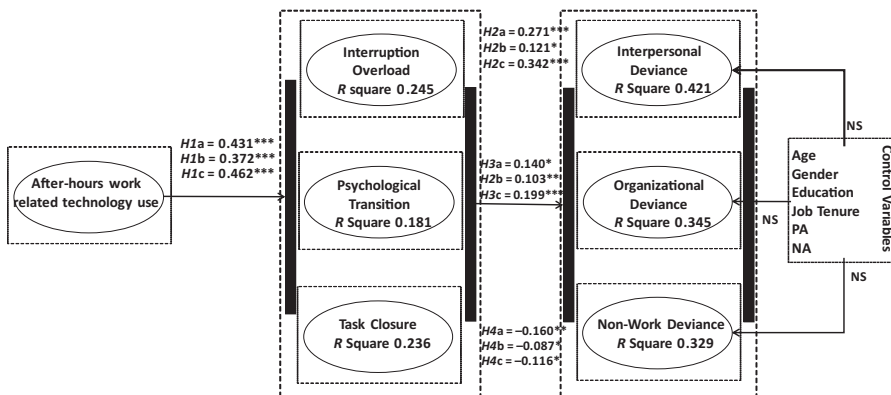 After-hours work
related technology use
H1a = 0.431***
H1b = 0.372***
H1c = 0.462***
Interruption
Overload
R square 0.245
Psychological
Transition
R Square 0.181
Task Closure
R Square 0.236
H2a = 0.271***
H2b = 0.121*
H2c = 0.342***
H3a = 0.140*
H2b = 0.103**
H3c = 0.199***
H4a = –0.160**
H4b = –0.087*
H4c = –0.116*
Interpersonal
Deviance
R Square 0.421
Organizational
Deviance
R Square 0.345
Non-Work Deviance
R Square 0.329
NS
NS
NS
Age
Gender
Education
Job Tenure
PA
NA
Control Variables